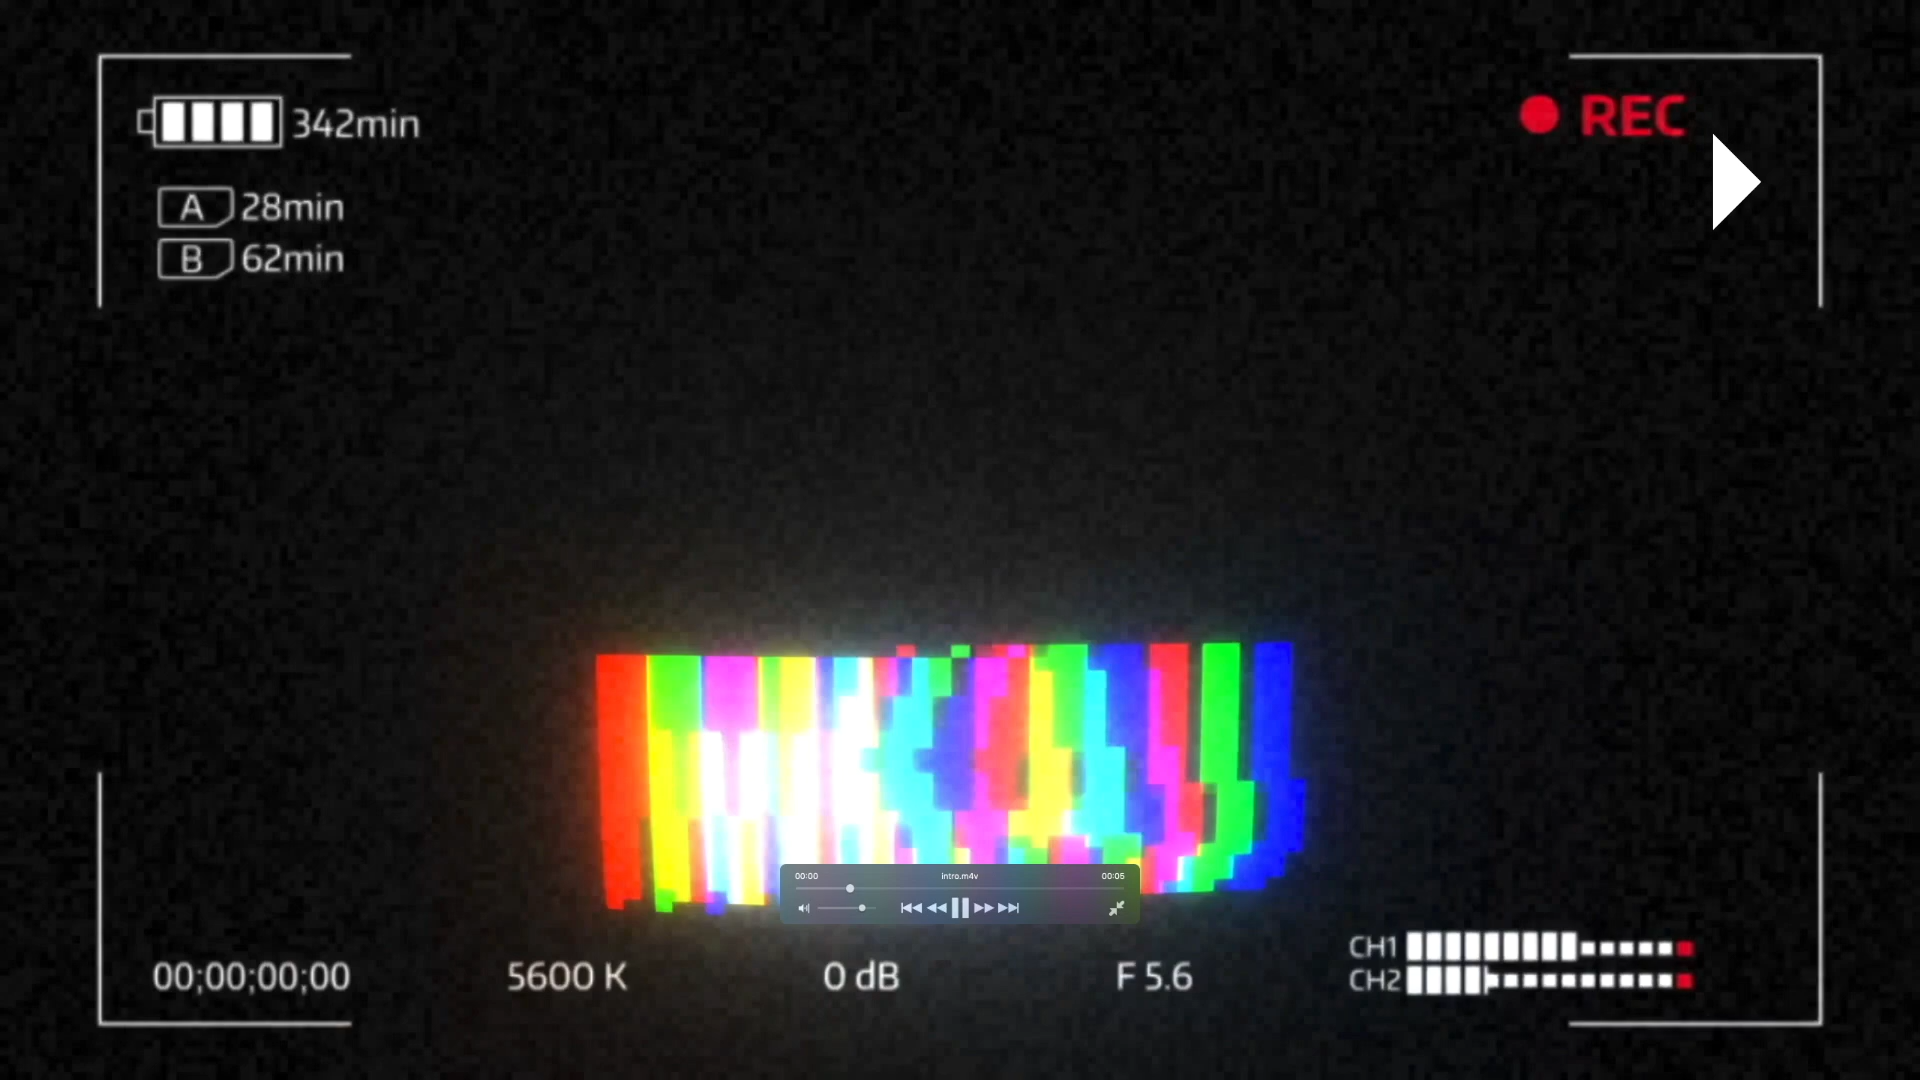 342min
REC
A 28min
B 62min
00:00 intro.m4v 00:05
00;00;00;00 5600 K 0 dB F 5.6
CH1
CH2